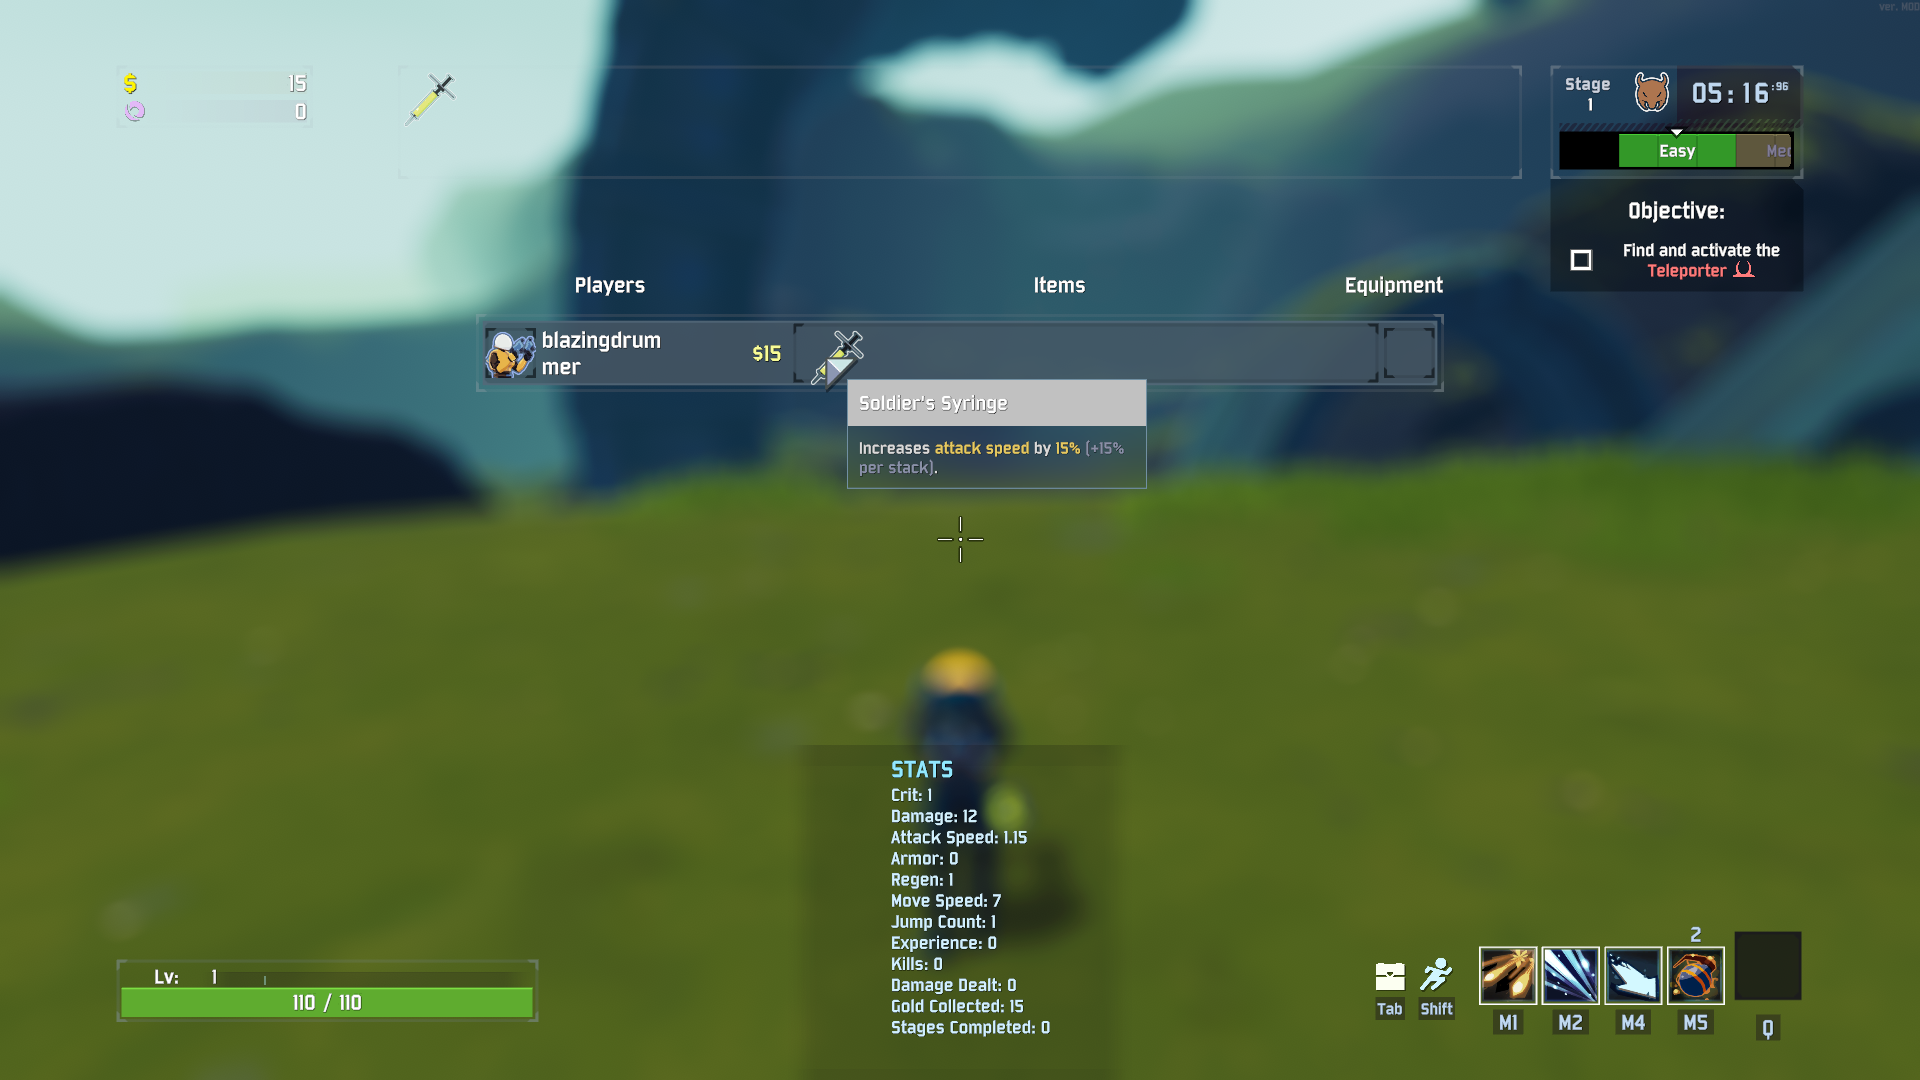 ver. MOD
$ 15
0
Stage
1
05:16:96
Easy
Med
Objective:
Find and activate the
Teleporter
Players
Items
Equipment
blazingdrum
mer
$15
Soldier's Syringe
Increases attack speed by 15% (+15%
per stack).
STATS
Crit: 1
Damage: 12
Attack Speed: 1.15
Armor: 0
Regen: 1
Move Speed: 7
Jump Count: 1
Experience: 0
Kills: 0
Damage Dealt: 0
Gold Collected: 15
Stages Completed: 0
Lv: 1
110 / 110
2
Tab
Shift
M1
M2
M4
M5
Q